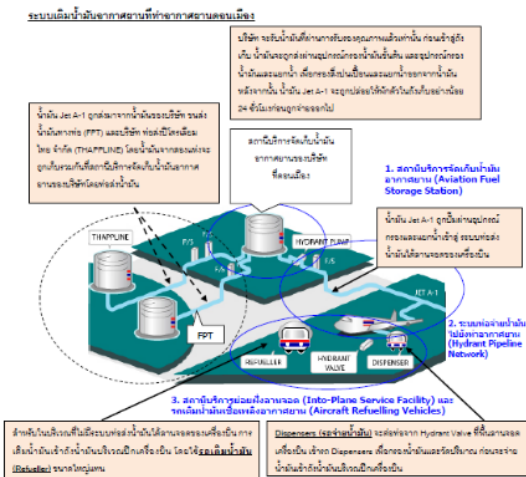 ระบบเติมน้ำมันอากาศยานที่ท่าอากาศยานดอนเมือง
บริษัท จะรับน้ำมันที่ผ่านการรับรองคุณภาพแล้วเท่านั้น ก่อนเข้าสู่ถัง
เก็บ น้ำมันจะถูกส่งผ่านอุปกรณ์กรองน้ำมันขั้นต้น และอุปกรณ์กรอง
น้ำมันและแยกน้ำ เพื่อกรองสิ่งปนเปื้อนและแยกน้ำออกจากน้ำมัน
หลังจากนั้น น้ำมัน Jet A-1 จะถูกปล่อยให้พักตัวในถังเก็บอย่างน้อย
24 ชั่วโมงก่อนถูกจ่ายออกไป
น้ำมัน Jet A-1 ถูกส่งมาจากน้ำมันของบริษัท ขนส่ง
น้ำมันทางท่อ (FPT) และบริษัท ท่อส่งปิโตรเลียม
ไทย จำกัด (THAPPLINE) โดยน้ำมันจากสองแห่งจะ
ถูกเก็บรวมกันที่สถานีบริการจัดเก็บน้ำมันอากาศ
ยานของบริษัทโดยท่อส่งน้ำมัน
สถานีบริการจัดเก็บน้ำมัน
อากาศยานของบริษัท
ที่ดอนเมือง
1. สถานีบริการจัดเก็บน้ำมัน
อากาศยาน (Aviation Fuel
Storage Station)
น้ำมัน Jet A-1 ถูกปั๊มผ่านอุปกรณ์
กรองและแยกน้ำเข้าสู่ ระบบท่อส่ง
น้ำมันใต้ลานจอดของเครื่องบิน
THAPPLINE
F/S
F/S
HYDRANT PUMP
F/S
F/S
JET A-1
FPT
2. ระบบท่อจ่ายน้ำมัน
ไปยังท่าอากาศยาน
(Hydrant Pipeline
Network)
REFUELLER
HYDRANT
VALVE
DISPENSER
3. สถานีบริการย่อยฝั่งลานจอด (Into-Plane Service Facility) และ
รถเติมน้ำมันเชื้อเพลิงอากาศยาน (Aircraft Refuelling Vehicles)
สำหรับในบริเวณที่ไม่มีระบบท่อส่งน้ำมันใต้ลานจอดของเครื่องบิน การ
เติมน้ำมันเข้าถังน้ำมันบริเวณปีกเครื่องบิน โดยใช้รถเติมน้ำมัน
(Refueller) ขนาดใหญ่แทน
Dispensers (รถจ่ายน้ำมัน) จะต่อท่อจาก Hydrant Valve ที่พื้นลานจอด
เครื่องบิน เข้ารถ Dispensers เพื่อกรองน้ำมันและวัดปริมาณ ก่อนจะจ่าย
น้ำมันเข้าถังน้ำมันบริเวณปีกเครื่องบิน